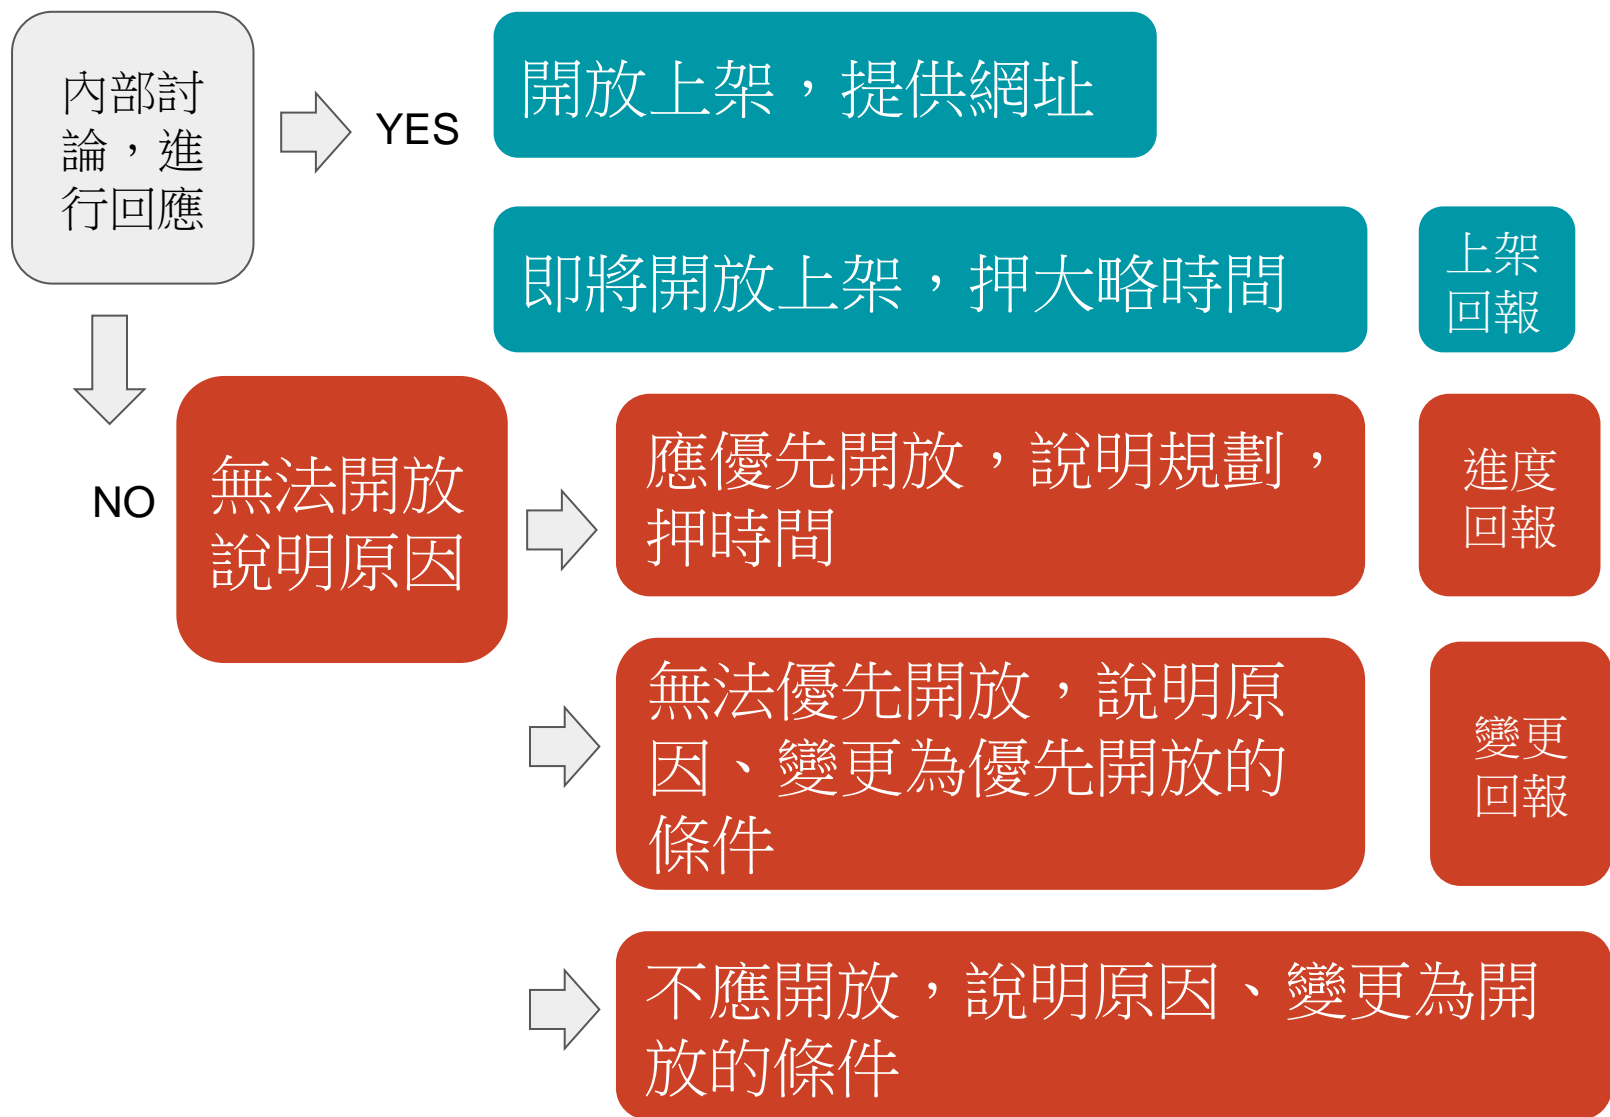 內部討
論，進
行回應
YES
開放上架，提供網址
即將開放上架，押大略時間
上架
回報
NO
無法開放
說明原因
應優先開放，說明規劃，
押時間
進度
回報
無法優先開放，說明原
因、變更為優先開放的
條件
變更
回報
不應開放，說明原因、變更為開
放的條件